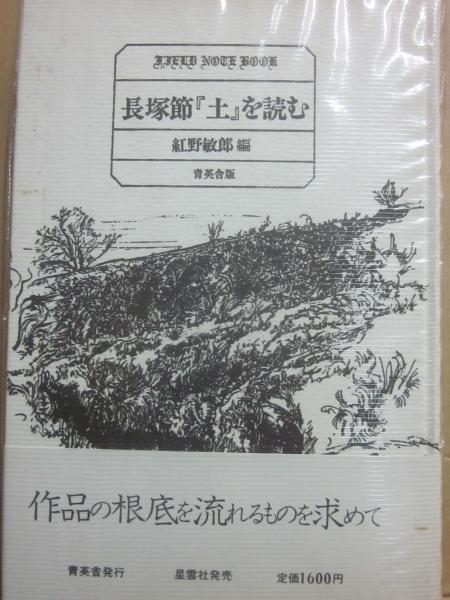 FIELD NOTE BOOK
長塚節『土』を読む
紅野敏郎 編
青英舎版
作品の根底を流れるものを求めて
青英舎発行 星雲社発売 定価1600円